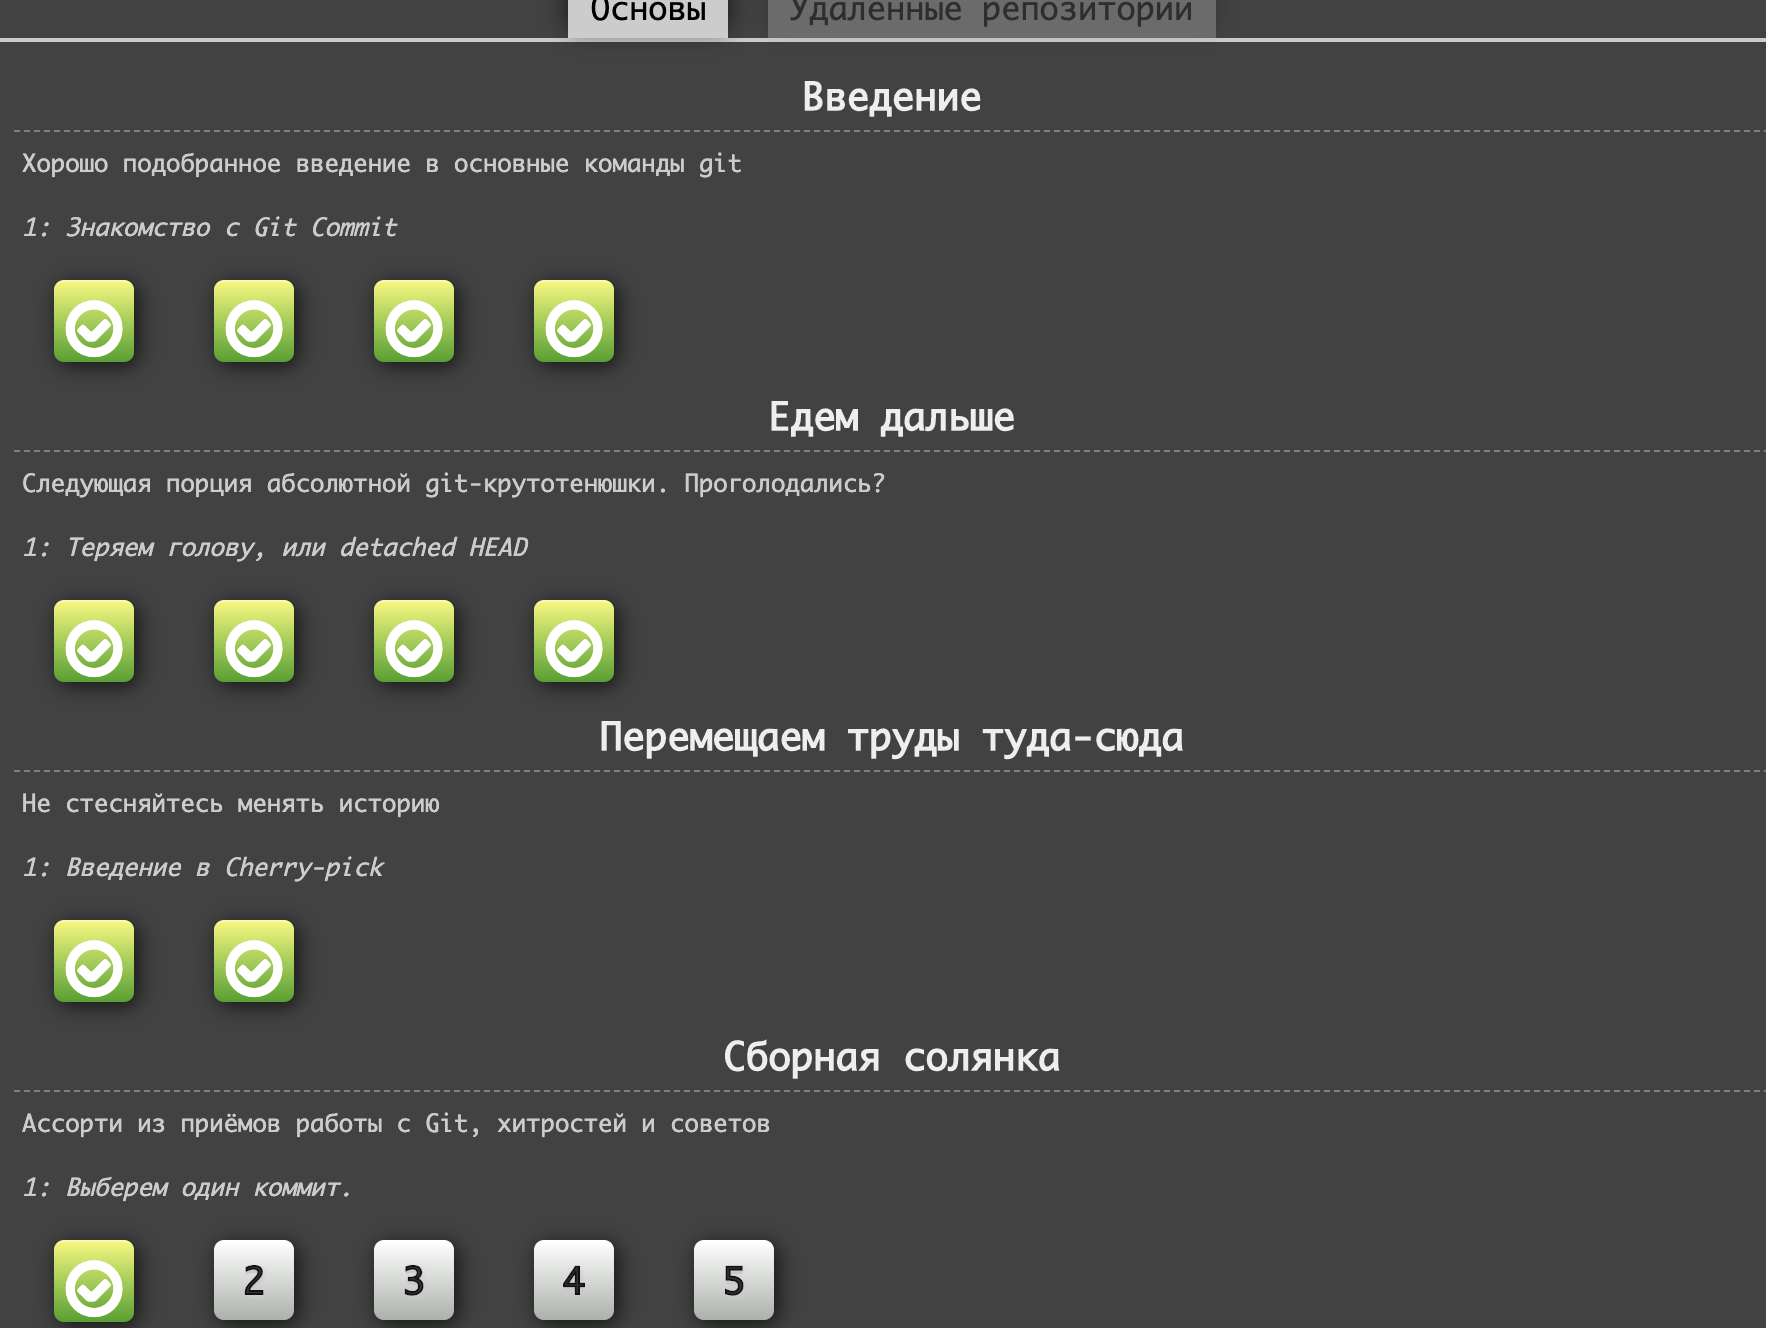 Основы Удаленные репозитории
Введение
Хорошо подобранное введение в основные команды git
1: Знакомство с Git Commit
Едем дальше
Следующая порция абсолютной git-крутотенюшки. Проголодались?
1: Теряем голову, или detached HEAD
Перемещаем труды туда-сюда
Не стесняйтесь менять историю
1: Введение в Cherry-pick
Сборная солянка
Ассорти из приёмов работы с Git, хитростей и советов
1: Выберем один коммит.
2 3 4 5